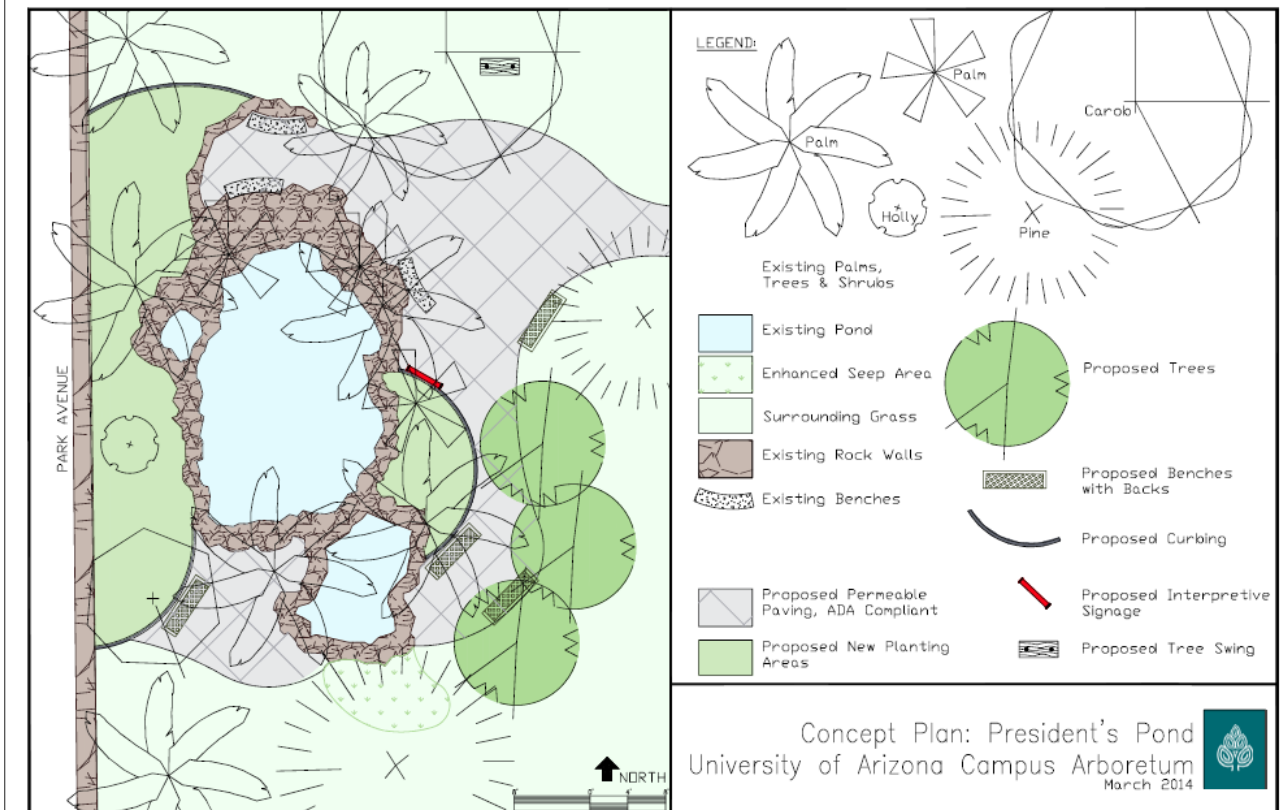 PARK AVENUE
NORTH
LEGEND:
Palm
Palm
Carob
Holly
Pine
Existing Palms,
Trees & Shrubs
Existing Pond
Enhanced Seep Area
Surrounding Grass
Existing Rock Walls
Existing Benches
Proposed Permeable
Paving, ADA Compliant
Proposed New Planting
Areas
Proposed Trees
Proposed Benches
with Backs
Proposed Curbing
Proposed Interpretive
Signage
Proposed Tree Swing
Concept Plan: President's Pond
University of Arizona Campus Arboretum
March 2014